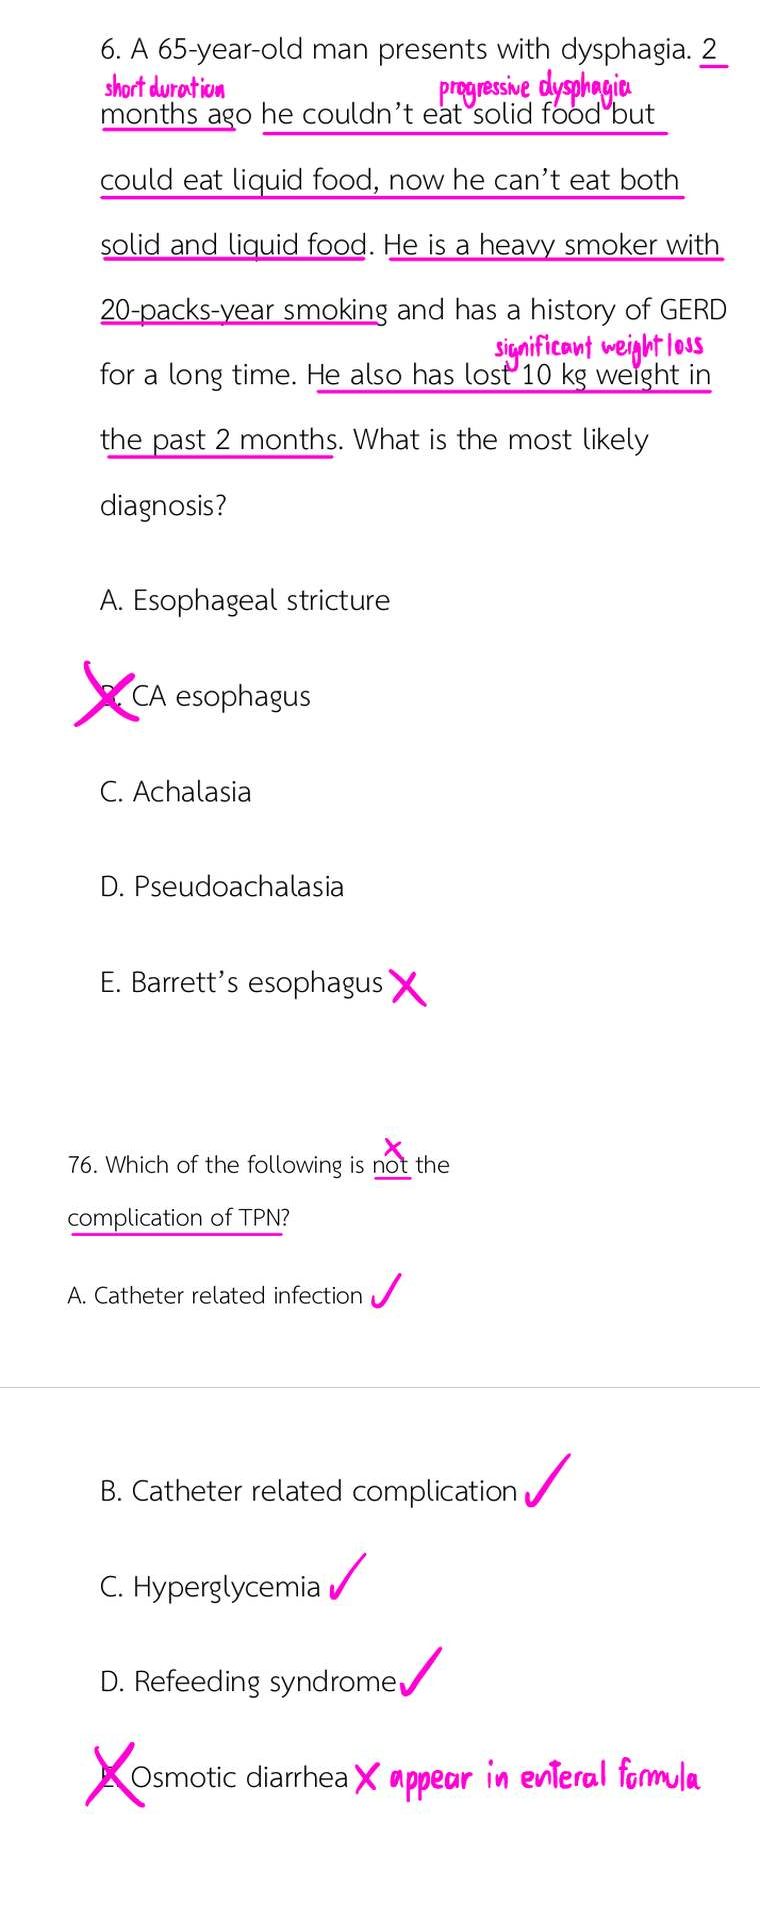 6. A 65-year-old man presents with dysphagia. 2
short duration progressive dysphagia
months ago he couldn't eat solid food but
could eat liquid food, now he can't eat both
solid and liquid food. He is a heavy smoker with
20-packs-year smoking and has a history of GERD
significant weight loss
for a long time. He also has lost 10 kg weight in
the past 2 months. What is the most likely
diagnosis?
A. Esophageal stricture
CA esophagus
C. Achalasia
D. Pseudoachalasia
E. Barrett's esophagus X
X
76. Which of the following is not the
complication of TPN?
A. Catheter related infection ✓
B. Catheter related complication ✓
C. Hyperglycemia ✓
D. Refeeding syndrome ✓
Osmotic diarrhea X appear in enteral formula